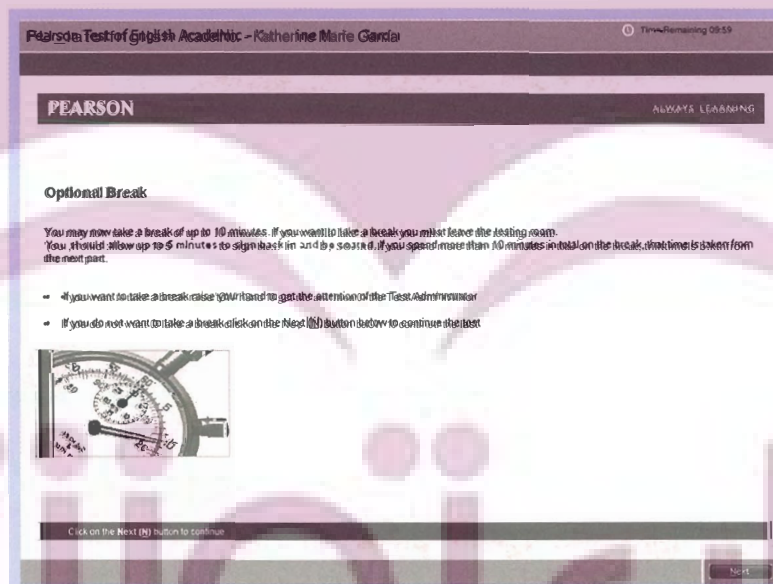 Pearson Test of English Academic - Katherine Marie Garcia
Time Remaining 09:59
PEARSON
ALWAYS LEARNING
Optional Break
You may now take a break of up to 10 minutes. If you want to take a break you must leave the testing room.
You should allow up to 5 minutes to sign back in and be seated. If you spend more than 10 minutes in total on the break, that time is taken from
the next part.
- If you want to take a break raise your hand to get the attention of the Test Administrator
- If you do not want to take a break click on the Next (N) button below to continue the test
Click on the Next (N) button to continue
Next